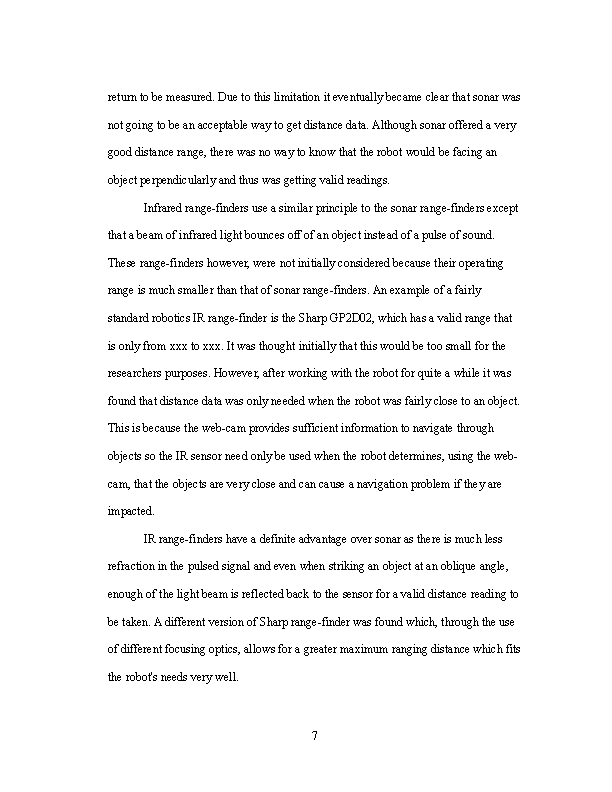 return to be measured. Due to this limitation it eventually became clear that sonar was
not going to be an acceptable way to get distance data. Although sonar offered a very
good distance range, there was no way to know that the robot would be facing an
object perpendicularly and thus was getting valid readings.
Infrared range-finders use a similar principle to the sonar range-finders except
that a beam of infrared light bounces off of an object instead of a pulse of sound.
These range-finders however, were not initially considered because their operating
range is much smaller than that of sonar range-finders. An example of a fairly
standard robotics IR range-finder is the Sharp GP2D02, which has a valid range that
is only from xxx to xxx. It was thought initially that this would be too small for the
researchers purposes. However, after working with the robot for quite a while it was
found that distance data was only needed when the robot was fairly close to an object.
This is because the web-cam provides sufficient information to navigate through
objects so the IR sensor need only be used when the robot determines, using the web-
cam, that the objects are very close and can cause a navigation problem if they are
impacted.
IR range-finders have a definite advantage over sonar as there is much less
refraction in the pulsed signal and even when striking an object at an oblique angle,
enough of the light beam is reflected back to the sensor for a valid distance reading to
be taken. A different version of Sharp range-finder was found which, through the use
of different focusing optics, allows for a greater maximum ranging distance which fits
the robot's needs very well.
7